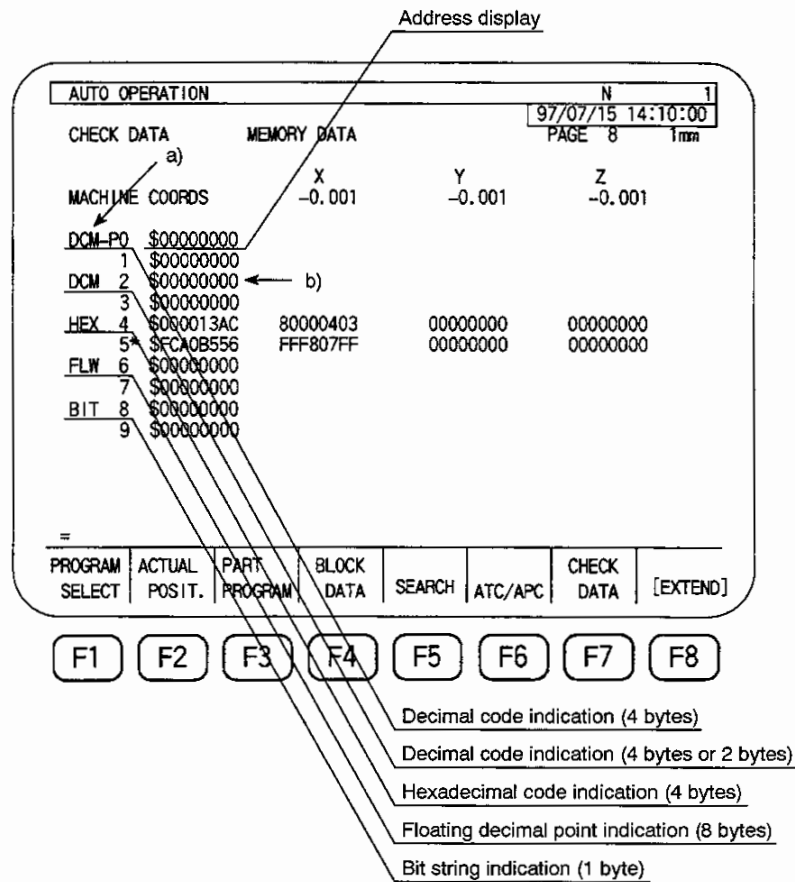 Address display
AUTO OPERATION N 1
97/07/15 14:10:00
CHECK DATA MEMORY DATA PAGE 8 1mm
a)
X Y Z
MACHINE COORDS -0.001 -0.001 -0.001
DCM-P0 $00000000
1 $00000000
DCM 2 $00000000 b)
3 $00000000
HEX 4 $000013AC 80000403 00000000 00000000
5* $FCA0B556 FFF807FF 00000000 00000000
FLW 6 $00000000
7 $00000000
BIT 8 $00000000
9 $00000000
=
PROGRAM ACTUAL PART BLOCK CHECK
SELECT POSIT. PROGRAM DATA SEARCH ATC/APC DATA [EXTEND]
F1 F2 F3 F4 F5 F6 F7 F8
Decimal code indication (4 bytes)
Decimal code indication (4 bytes or 2 bytes)
Hexadecimal code indication (4 bytes)
Floating decimal point indication (8 bytes)
Bit string indication (1 byte)